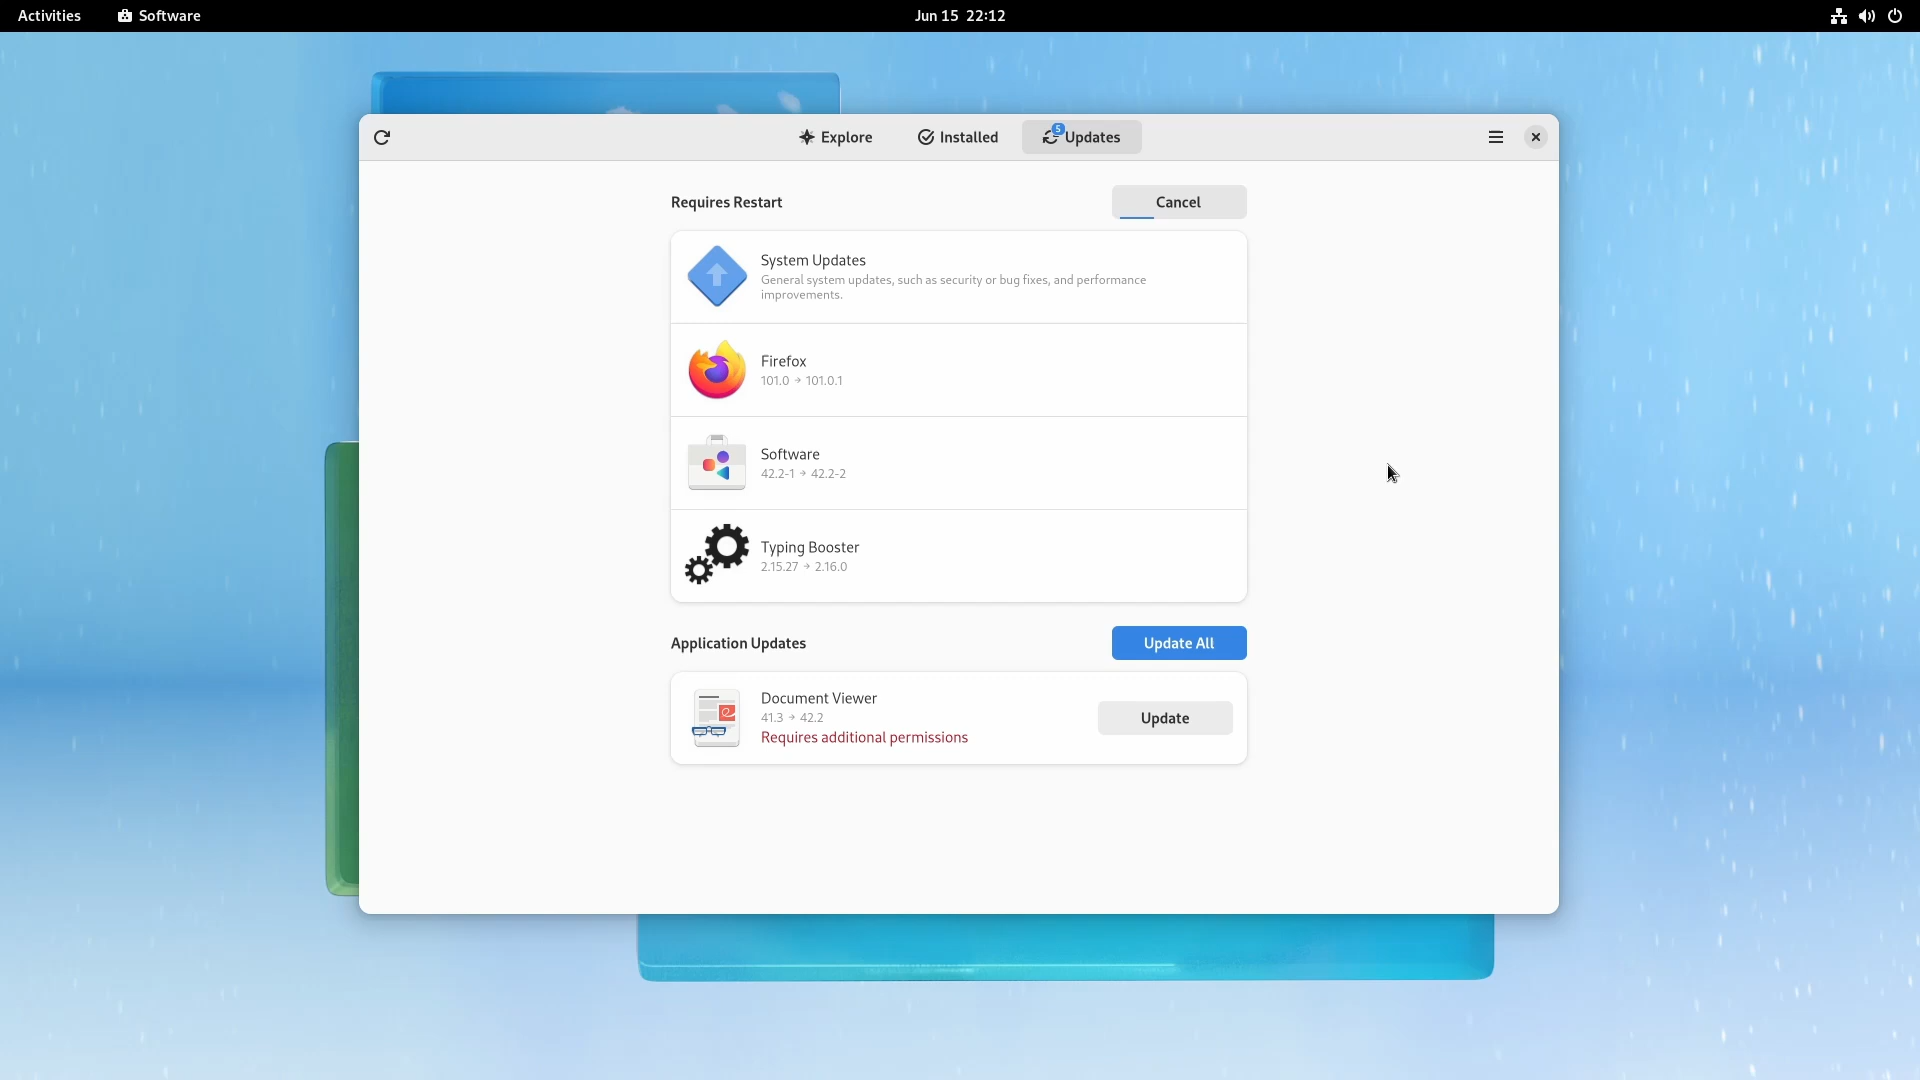 Activities Software Jun 15 22:12
Explore Installed 5 Updates
Requires Restart Cancel
System Updates
General system updates, such as security or bug fixes, and performance
improvements.
Firefox
101.0 → 101.0.1
Software
42.2-1 → 42.2-2
Typing Booster
2.15.27 → 2.16.0
Application Updates Update All
Document Viewer
41.3 → 42.2
Requires additional permissions
Update